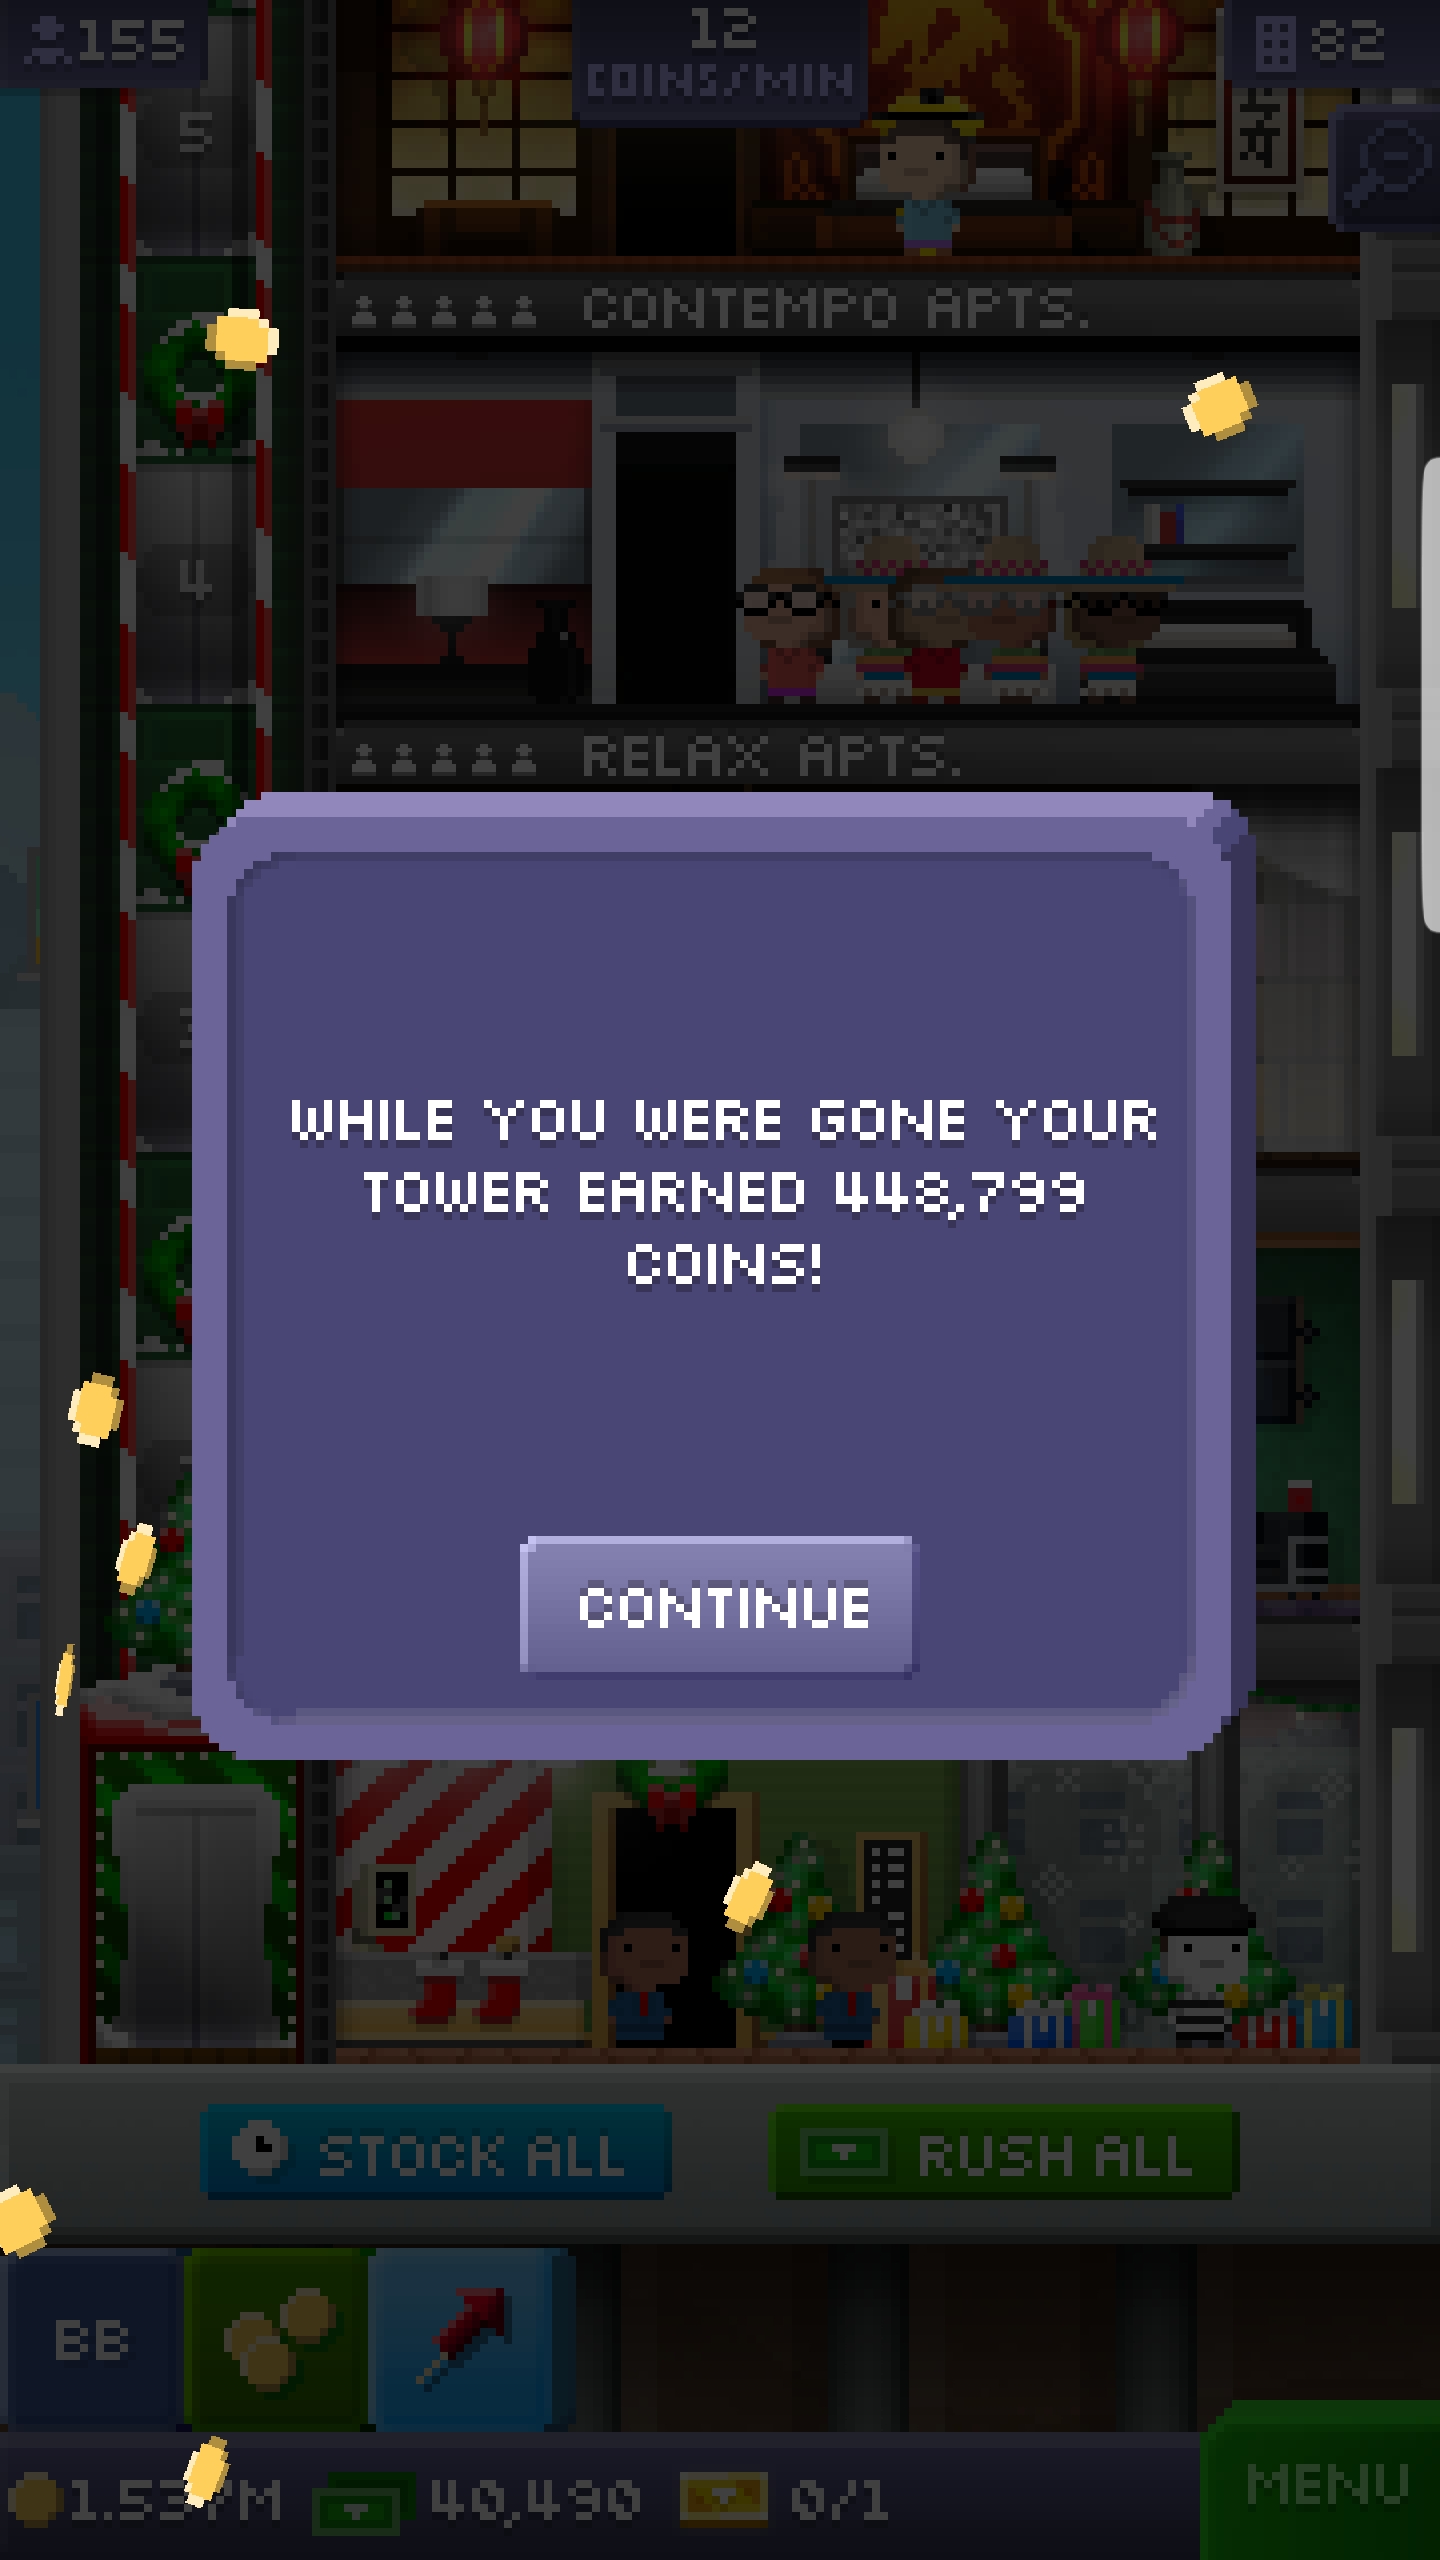 155
12
COINS/MIN
82
5
CONTEMPO APTS.
4
RELAX APTS.
WHILE YOU WERE GONE YOUR
TOWER EARNED 448,799
COINS!
CONTINUE
STOCK ALL
RUSH ALL
BB
40,490
0/1
MENU